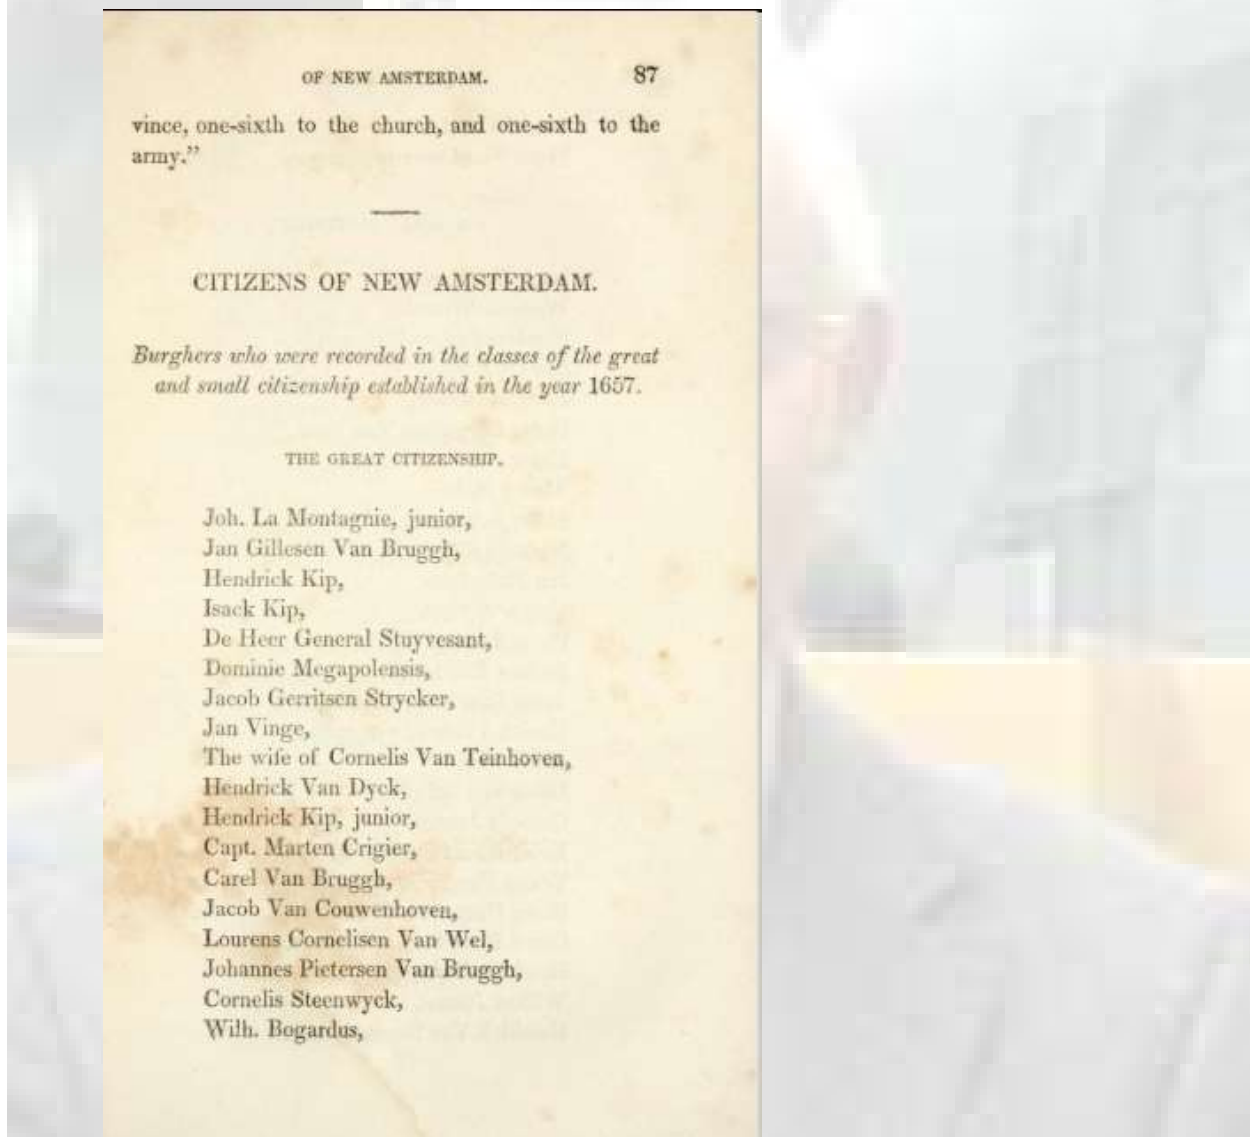 OF NEW AMSTERDAM. 87
vince, one-sixth to the church, and one-sixth to the
army.”
CITIZENS OF NEW AMSTERDAM.
Burghers who were recorded in the classes of the great
and small citizenship established in the year 1657.
THE GREAT CITIZENSHIP.
Joh. La Montagnie, junior,
Jan Gillesen Van Bruggh,
Hendrick Kip,
Isack Kip,
De Heer General Stuyvesant,
Dominie Megapolensis,
Jacob Gerritsen Strycker,
Jan Vinge,
The wife of Cornelis Van Teinhoven,
Hendrick Van Dyck,
Hendrick Kip, junior,
Capt. Marten Crigier,
Carel Van Bruggh,
Jacob Van Couwenhoven,
Lourens Cornelisen Van Wel,
Johannes Pietersen Van Bruggh,
Cornelis Steenwyck,
Wilh. Bogardus,